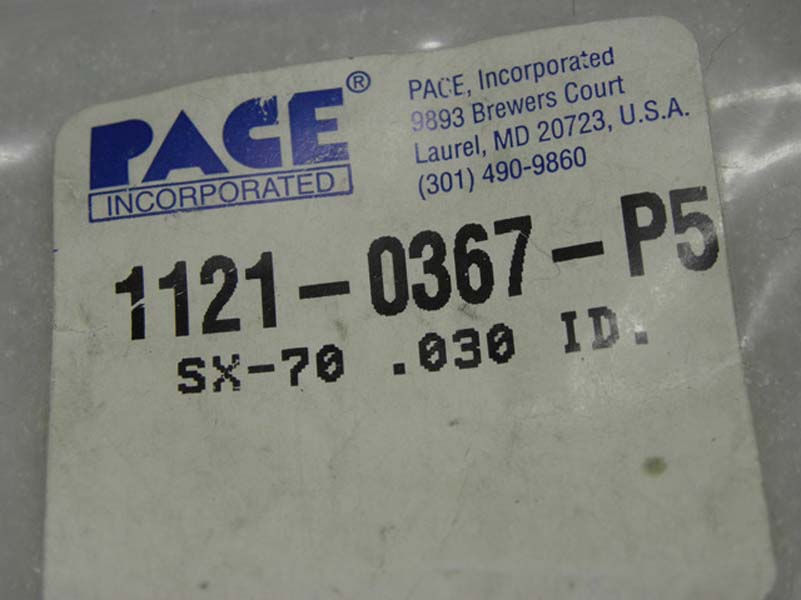 PACE®
INCORPORATED
PACE, Incorporated
9893 Brewers Court
Laurel, MD 20723, U.S.A.
(301) 490-9860
1121-0367-P5
SX-70 .030 ID.